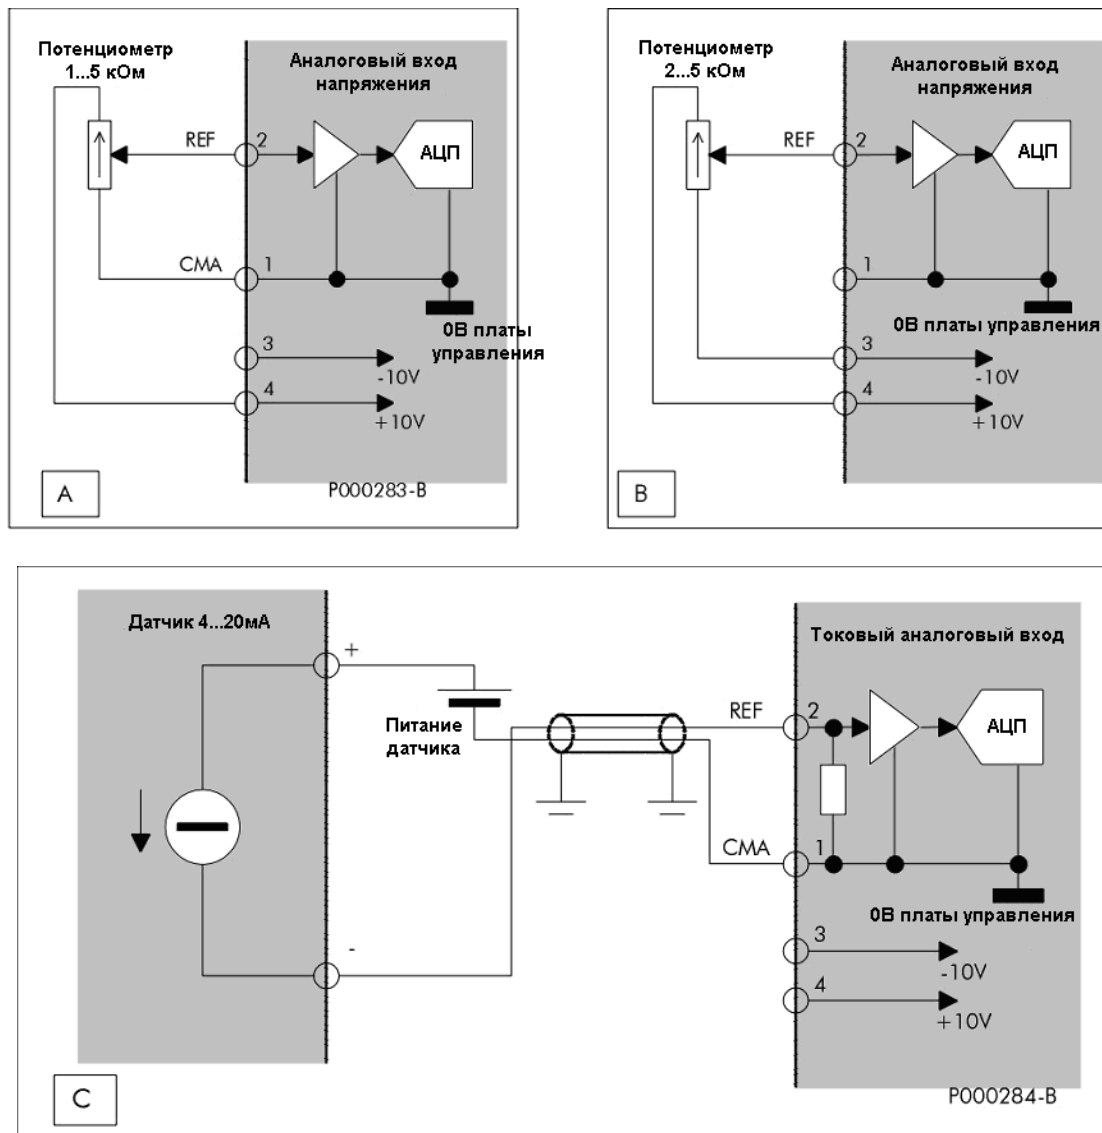 Потенциометр
1...5 кОм
Аналоговый вход
напряжения
REF
2
АЦП
CMA
1
0В платы
управления
3
-10V
4
+10V
A
P000283-B
Потенциометр
2...5 кОм
Аналоговый вход
напряжения
REF
2
АЦП
1
0В платы управления
3
-10V
4
+10V
B
Датчик 4...20мА
+
Питание
датчика
-
Токовый аналоговый вход
REF
2
АЦП
CMA
1
0В платы управления
3
-10V
4
+10V
C
P000284-B